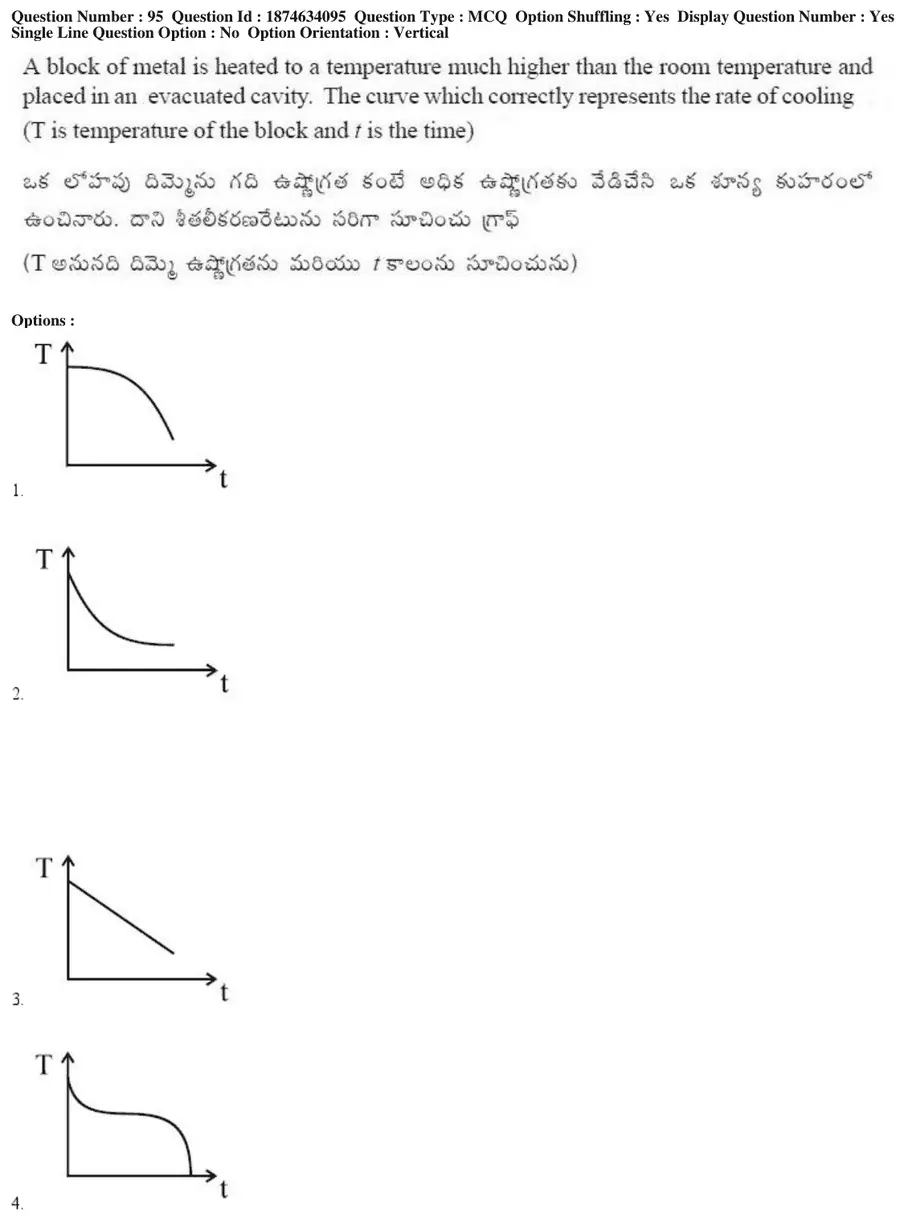 Question Number : 95 Question Id : 1874634095 Question Type : MCQ Option Shuffling : Yes Display Question Number : Yes
Single Line Question Option : No Option Orientation : Vertical
A block of metal is heated to a temperature much higher than the room temperature and
placed in an evacuated cavity. The curve which correctly represents the rate of cooling
(T is temperature of the block and t is the time)
ఒక లోహపు దిమ్మెను గది ఉష్ణోగ్రత కంటే అధిక ఉష్ణోగ్రతకు వేడిచేసి ఒక శూన్య కుహరంలో
ఉంచినారు. దాని శీతలీకరణరేటును సరిగా సూచించు గ్రాఫ్
(T అనునది దిమ్మె ఉష్ణోగ్రతను మరియు t కాలంను సూచించును)
Options :
T
t
1.
T
t
2.
T
t
3.
T
t
4.